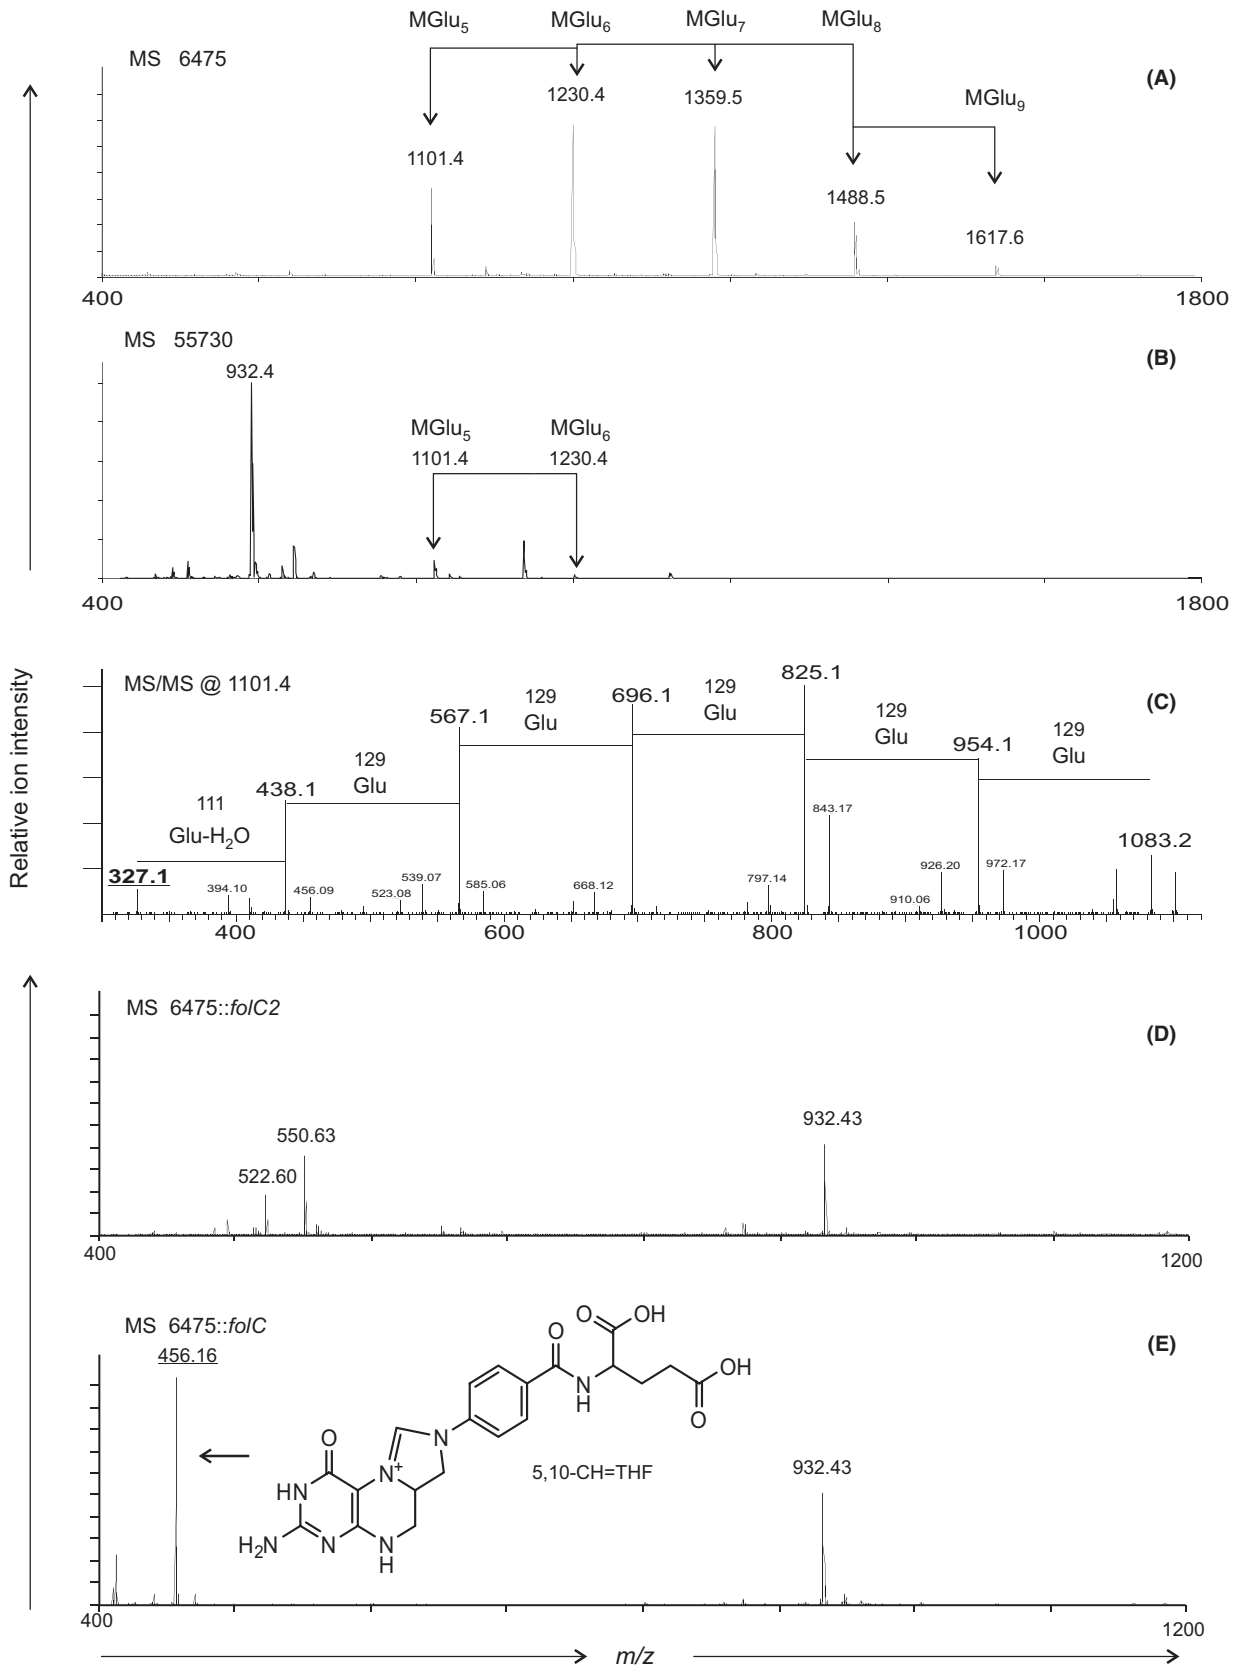 MGlu5 MGlu6 MGlu7 MGlu8
MS 6475
(A)
1230.4 1359.5 MGlu9
1101.4
1488.5
1617.6
400 1800
MS 55730
(B)
932.4
MGlu5 MGlu6
1101.4 1230.4
400 1800
Relative ion intensity
MS/MS @ 1101.4
(C)
825.1
129 Glu
696.1
129 Glu
567.1
129 Glu
954.1
129 Glu
129 Glu
438.1
111
Glu-H2O
843.17
1083.2
327.1
394.10 456.09 523.08 539.07 585.06 668.12 797.14 910.06 926.20 972.17
400 600 800 1000
MS 6475::folC2
(D)
932.43
550.63
522.60
400 1200
MS 6475::folC
(E)
456.16
O OH
O
OH
N
H
O
O N
N+
HN
5,10-CH=THF
932.43
H2N N N
H
400 1200
m/z